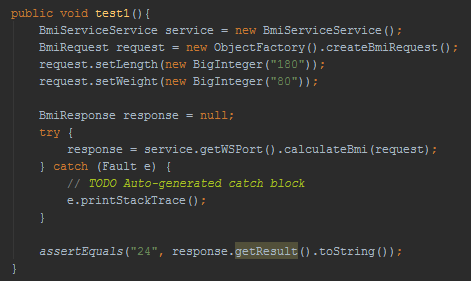 public void test1(){
    BmiServiceService service = new BmiServiceService();
    BmiRequest request = new ObjectFactory().createBmiRequest();
    request.setLength(new BigInteger("180"));
    request.setWeight(new BigInteger("80"));

    BmiResponse response = null;
    try {
        response = service.getWSPort().calculateBmi(request);
    } catch (Fault e) {
        // TODO Auto-generated catch block
        e.printStackTrace();
    }

    assertEquals("24", response.getResult().toString());
}